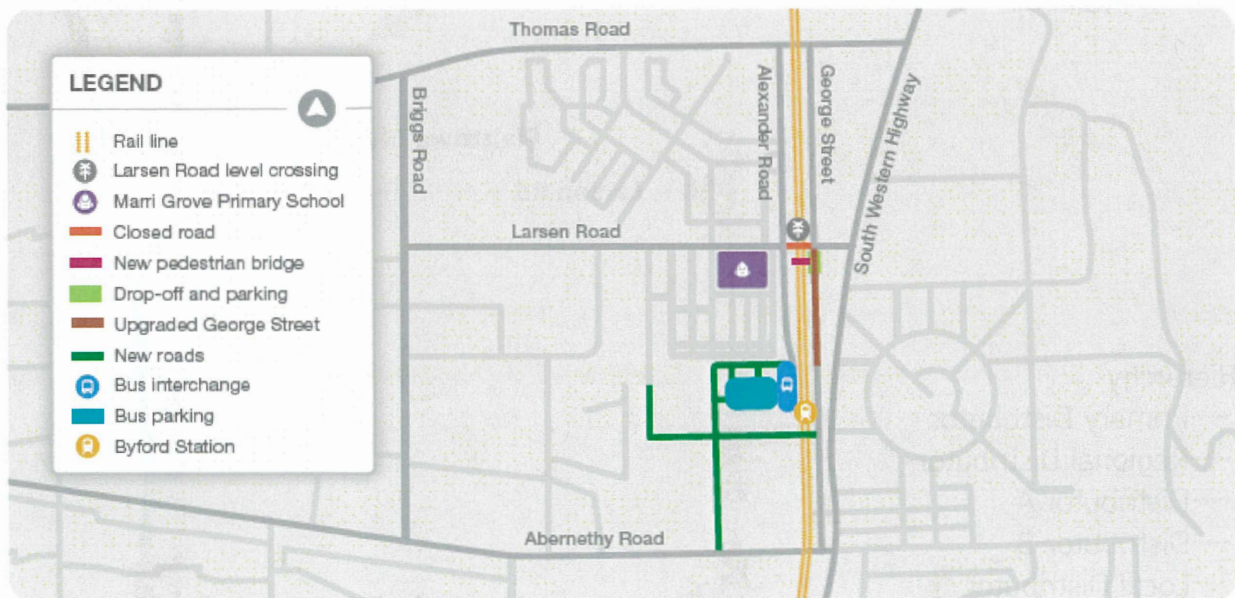 Thomas Road
LEGEND
Rail line
Larsen Road level crossing
Marri Grove Primary School
Closed road
New pedestrian bridge
Drop-off and parking
Upgraded George Street
New roads
Bus interchange
Bus parking
Byford Station
Briggs Road
Alexander Road
George Street
South Western Highway
Larsen Road
Abernethy Road